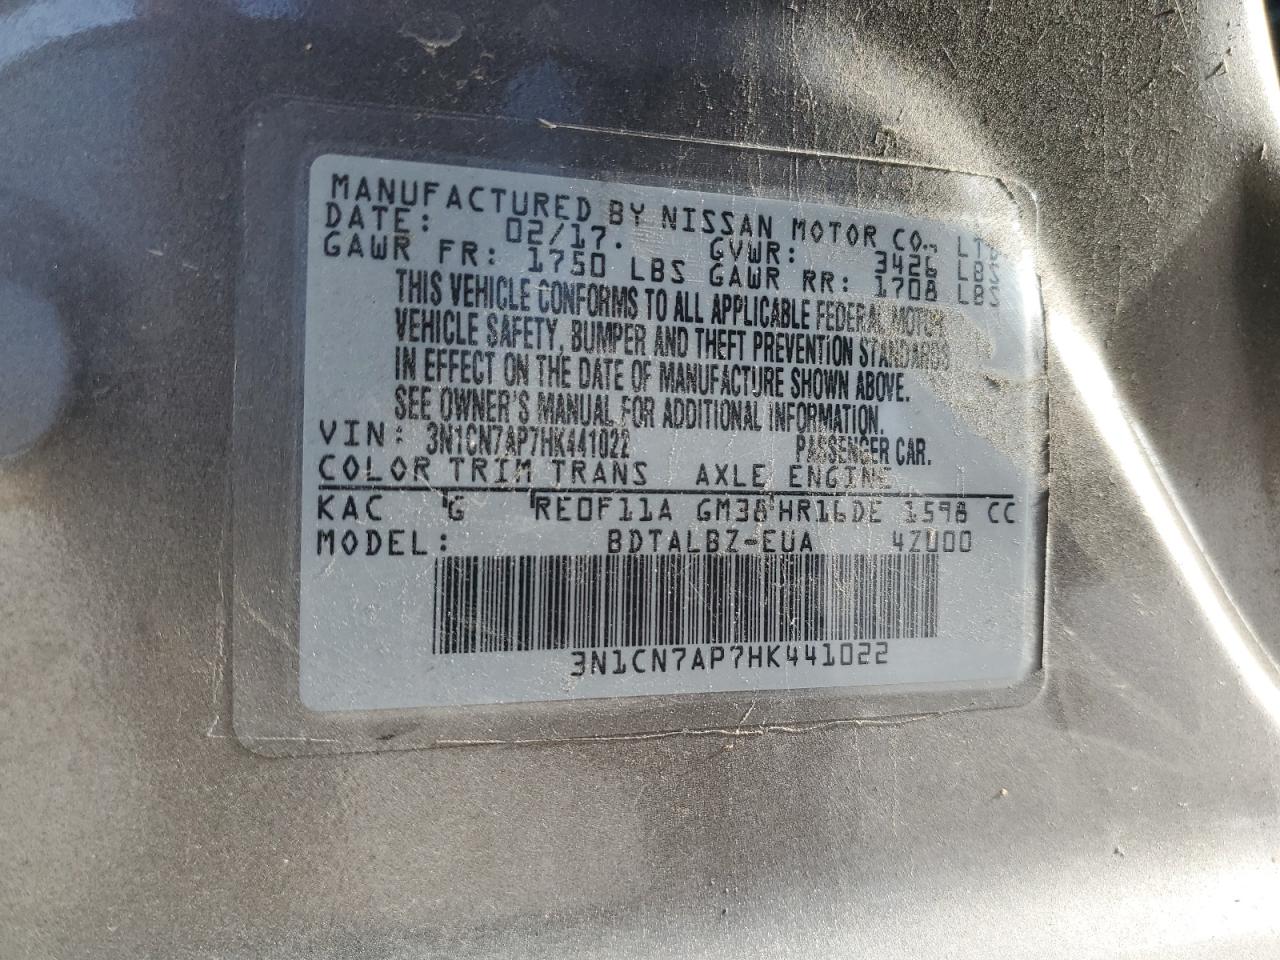 MANUFACTURED BY NISSAN MOTOR CO., LTD
DATE: 02/17. GVWR: 3426 LBS
GAWR FR: 1750 LBS GAWR RR: 1708 LBS
THIS VEHICLE CONFORMS TO ALL APPLICABLE FEDERAL MOTOR
VEHICLE SAFETY, BUMPER AND THEFT PREVENTION STANDARDS
IN EFFECT ON THE DATE OF MANUFACTURE SHOWN ABOVE.
SEE OWNER'S MANUAL FOR ADDITIONAL INFORMATION.
VIN: 3N1CN7AP7HK441022 PASSENGER CAR.
COLOR TRIM TRANS AXLE ENGINE
KAC G RE0F11A GM38 HR16DE 1598 CC
MODEL: BDTALBZ-EUA 4ZU00
3N1CN7AP7HK441022